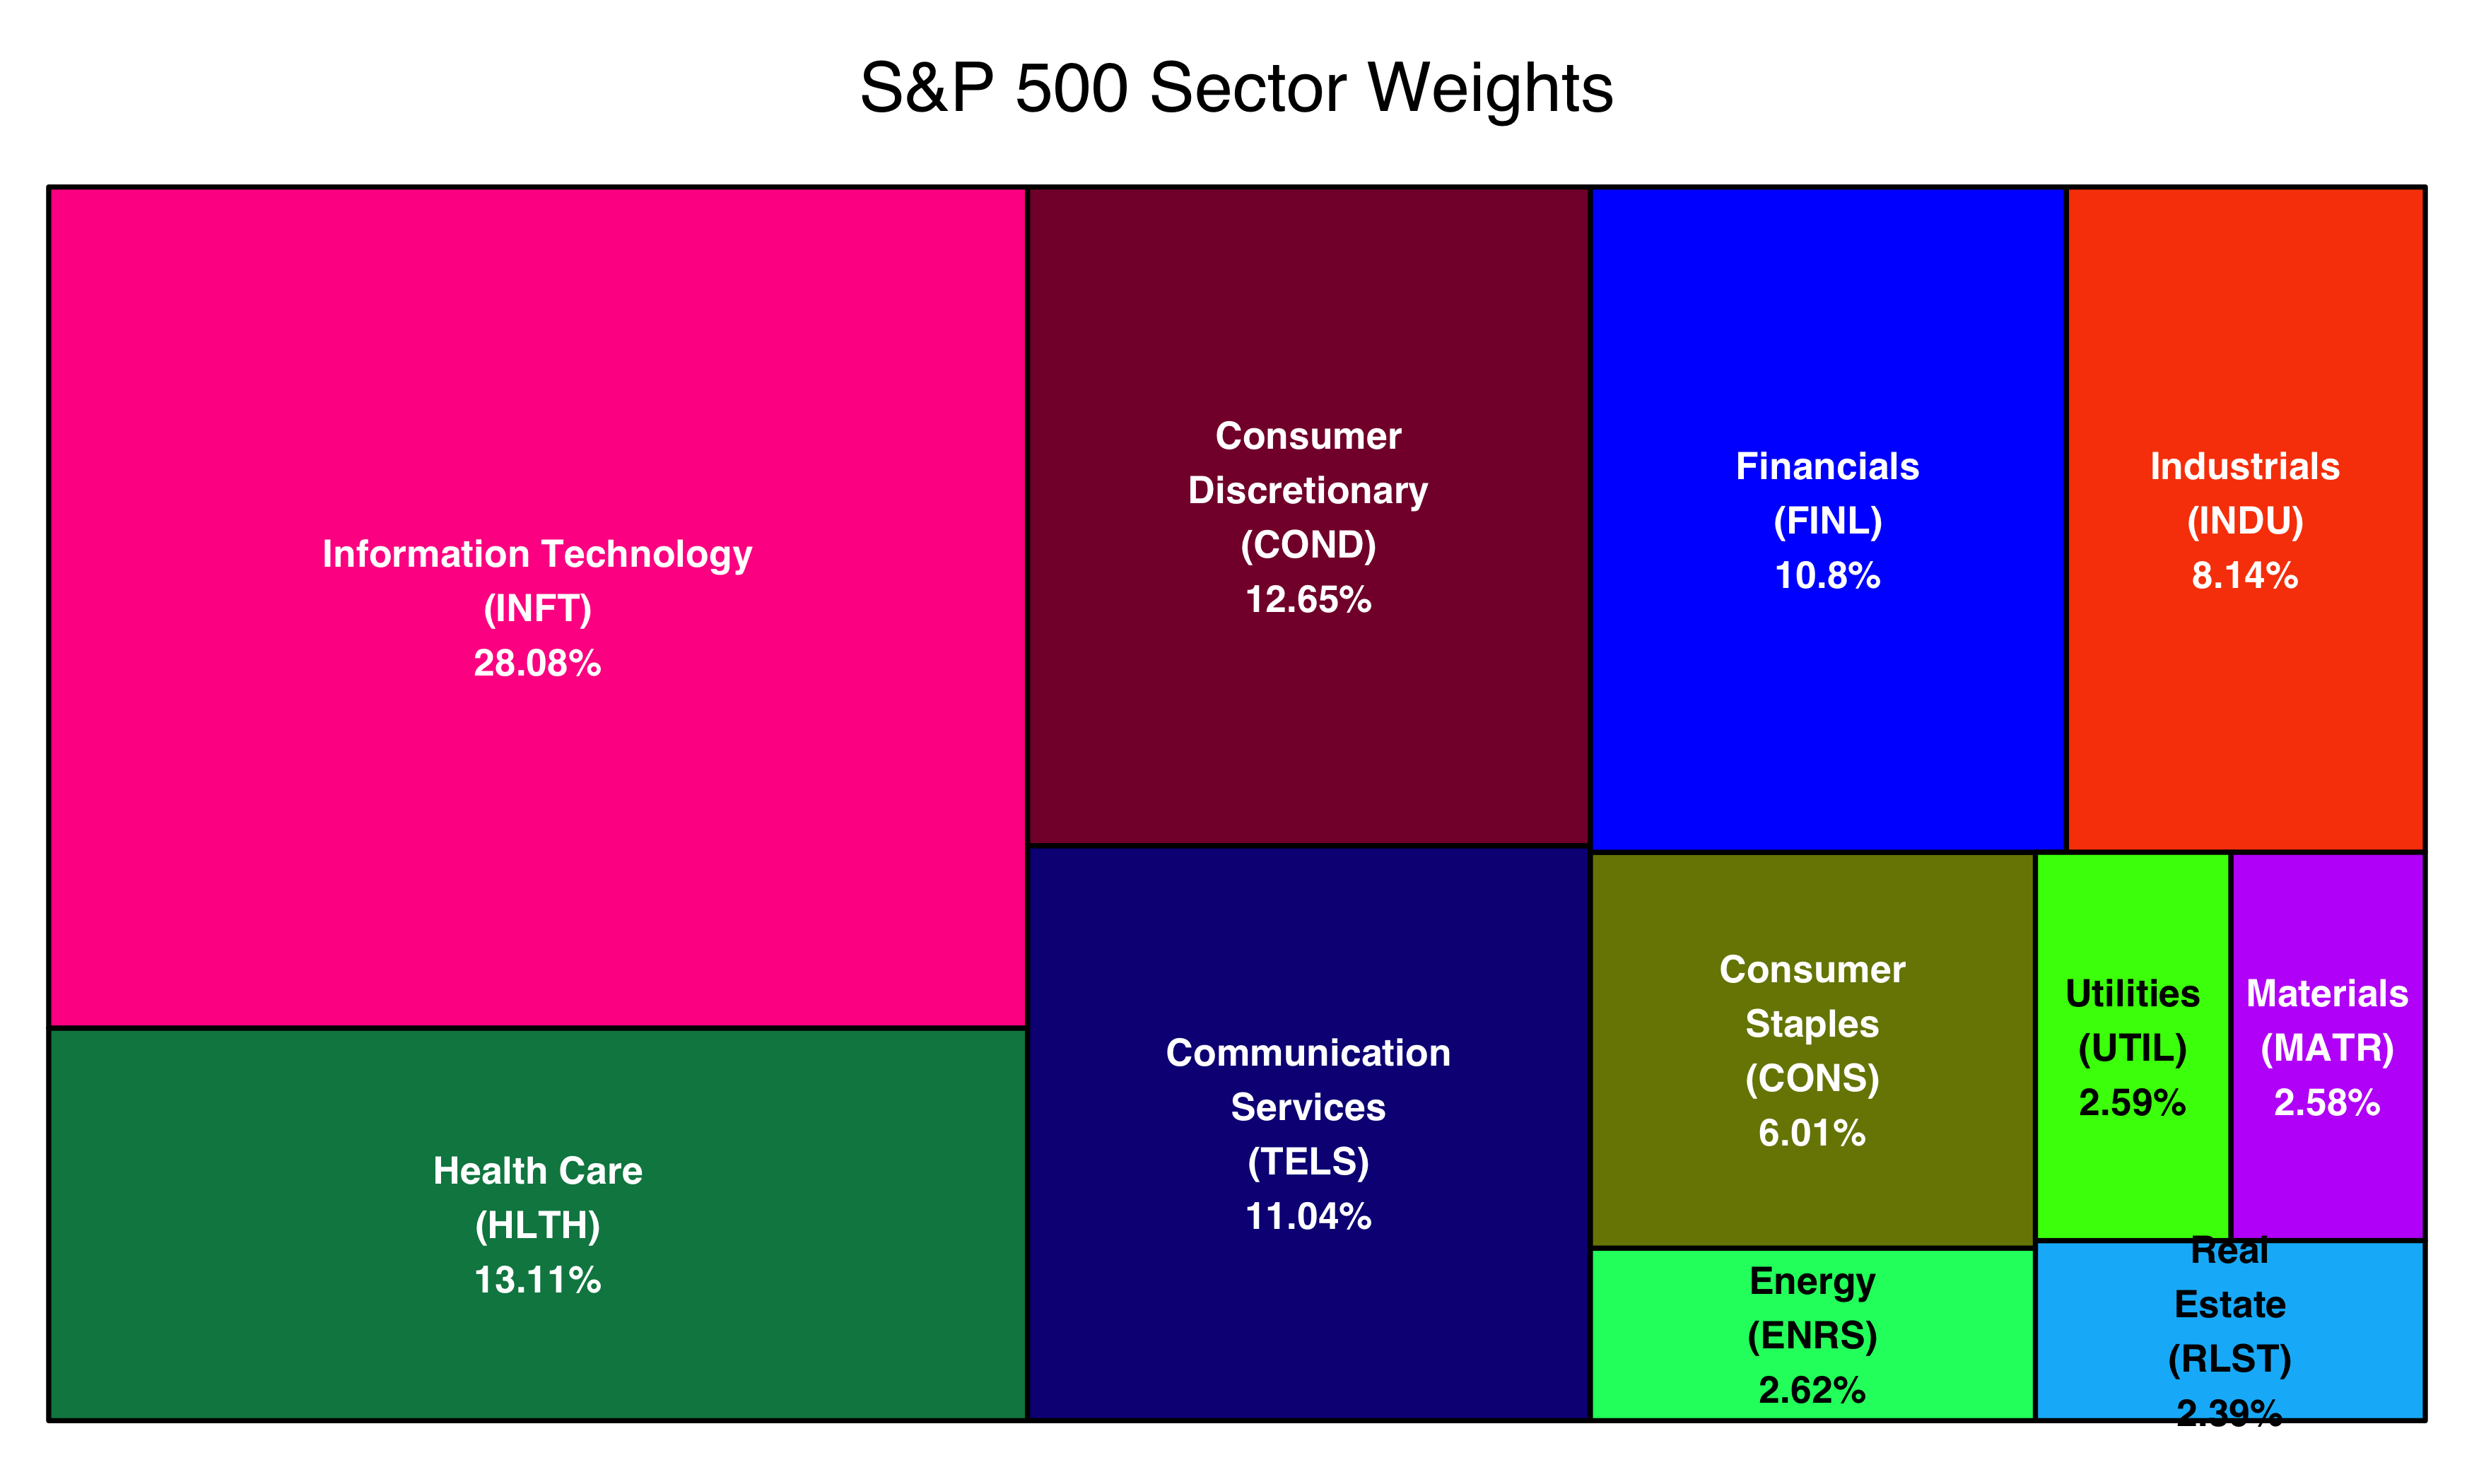 S&P 500 Sector Weights
Information Technology
(INFT)
28.08%
Health Care
(HLTH)
13.11%
Consumer
Discretionary
(COND)
12.65%
Communication
Services
(TELS)
11.04%
Financials
(FINL)
10.8%
Industrials
(INDU)
8.14%
Consumer
Staples
(CONS)
6.01%
Utilities
(UTIL)
2.59%
Materials
(MATR)
2.58%
Energy
(ENRS)
2.62%
Real
Estate
(RLST)
2.39%